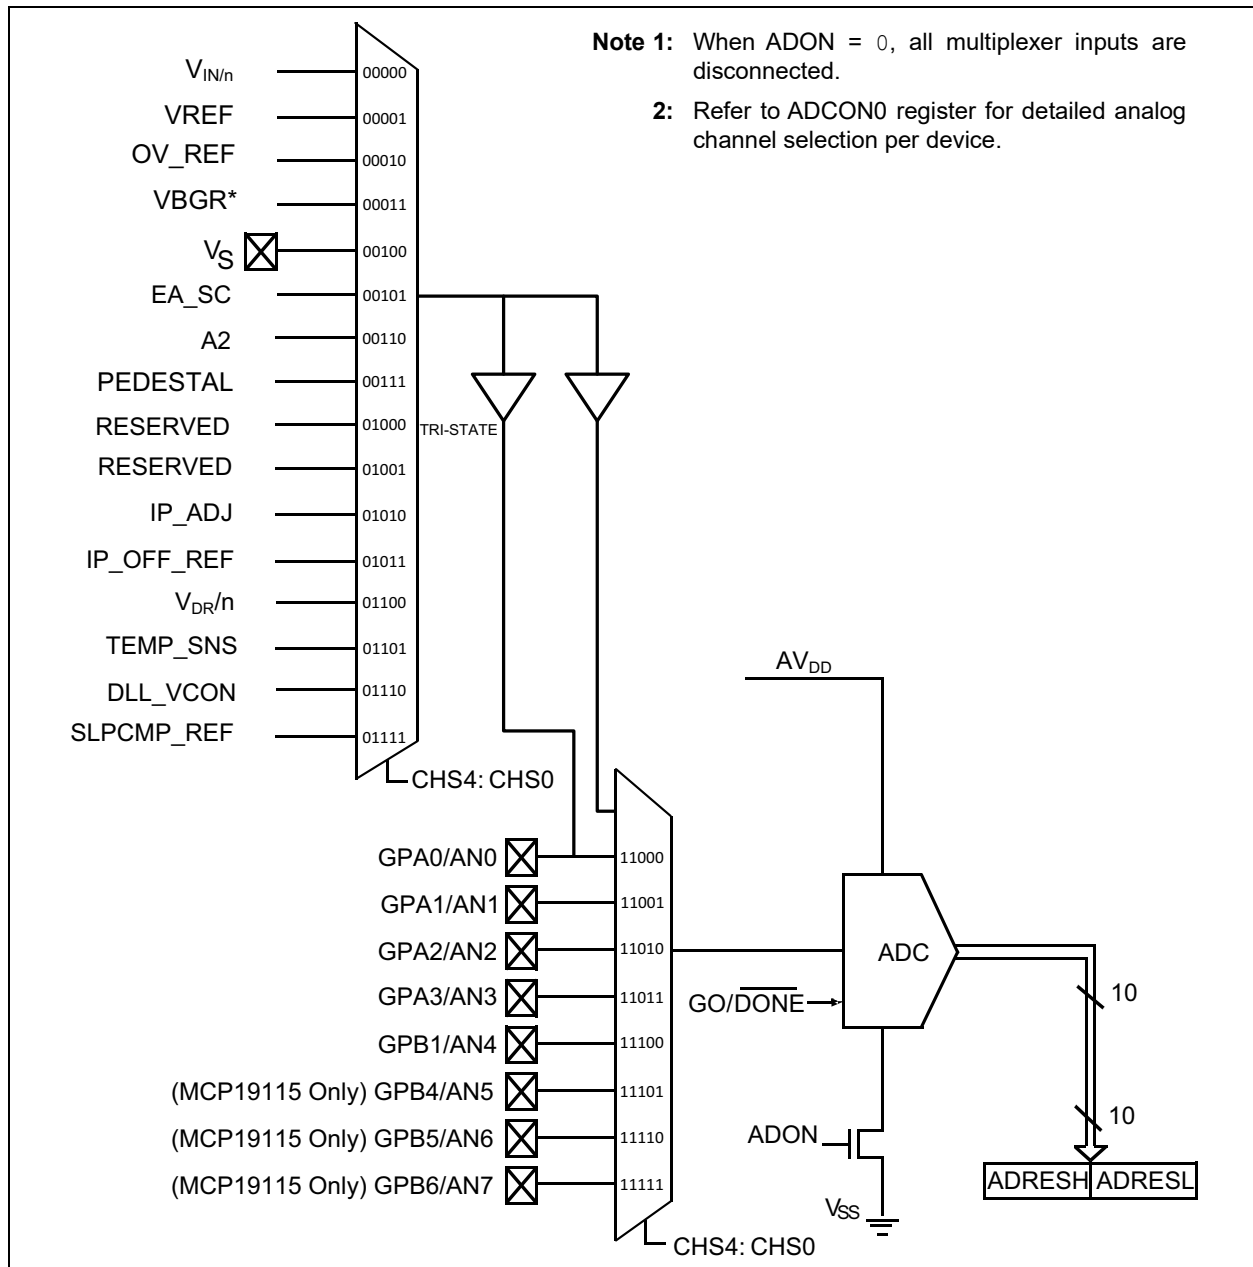 Note 1: When ADON = 0, all multiplexer inputs are
disconnected.
2: Refer to ADCON0 register for detailed analog
channel selection per device.
VIN/n 00000
VREF 00001
OV_REF 00010
VBGR* 00011
VS 00100
EA_SC 00101
A2 00110
PEDESTAL 00111
RESERVED 01000
TRI-STATE
RESERVED 01001
IP_ADJ 01010
IP_OFF_REF 01011
VDR/n 01100
TEMP_SNS 01101
DLL_VCON 01110
SLPCMP_REF 01111
CHS4: CHS0
AVDD
GPA0/AN0 11000
GPA1/AN1 11001
GPA2/AN2 11010
GPA3/AN3 11011
GPB1/AN4 11100
(MCP19115 Only) GPB4/AN5 11101
(MCP19115 Only) GPB5/AN6 11110
(MCP19115 Only) GPB6/AN7 11111
CHS4: CHS0
ADC
GO/DONE
10
10
ADON
VSS
ADRESH ADRESL